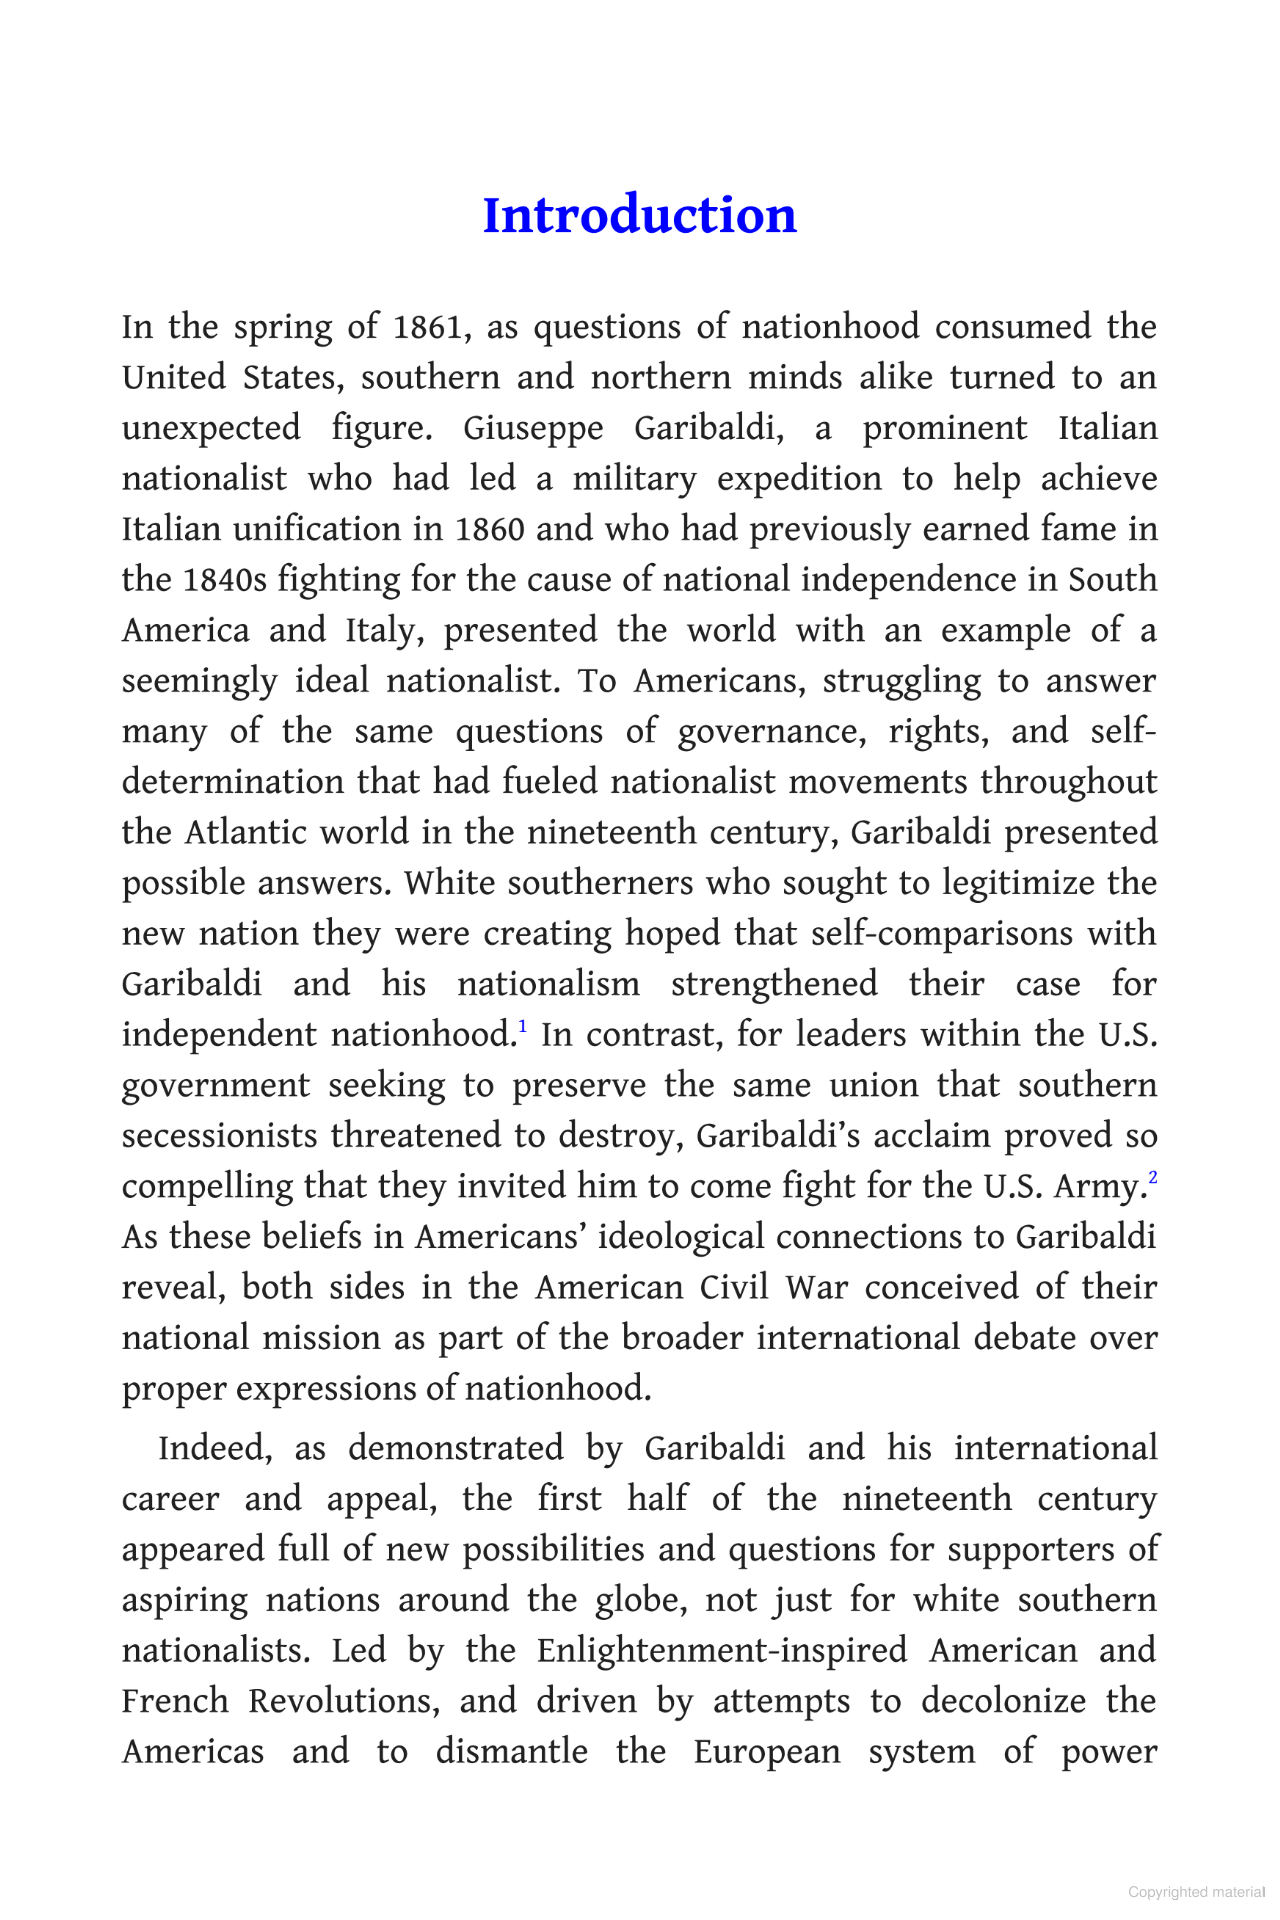 Introduction
In the spring of 1861, as questions of nationhood consumed the
United States, southern and northern minds alike turned to an
unexpected figure. Giuseppe Garibaldi, a prominent Italian
nationalist who had led a military expedition to help achieve
Italian unification in 1860 and who had previously earned fame in
the 1840s fighting for the cause of national independence in South
America and Italy, presented the world with an example of a
seemingly ideal nationalist. To Americans, struggling to answer
many of the same questions of governance, rights, and self-
determination that had fueled nationalist movements throughout
the Atlantic world in the nineteenth century, Garibaldi presented
possible answers. White southerners who sought to legitimize the
new nation they were creating hoped that self-comparisons with
Garibaldi and his nationalism strengthened their case for
independent nationhood.1 In contrast, for leaders within the U.S.
government seeking to preserve the same union that southern
secessionists threatened to destroy, Garibaldi’s acclaim proved so
compelling that they invited him to come fight for the U.S. Army.2
As these beliefs in Americans’ ideological connections to Garibaldi
reveal, both sides in the American Civil War conceived of their
national mission as part of the broader international debate over
proper expressions of nationhood.
Indeed, as demonstrated by Garibaldi and his international
career and appeal, the first half of the nineteenth century
appeared full of new possibilities and questions for supporters of
aspiring nations around the globe, not just for white southern
nationalists. Led by the Enlightenment-inspired American and
French Revolutions, and driven by attempts to decolonize the
Americas and to dismantle the European system of power
Copyrighted material